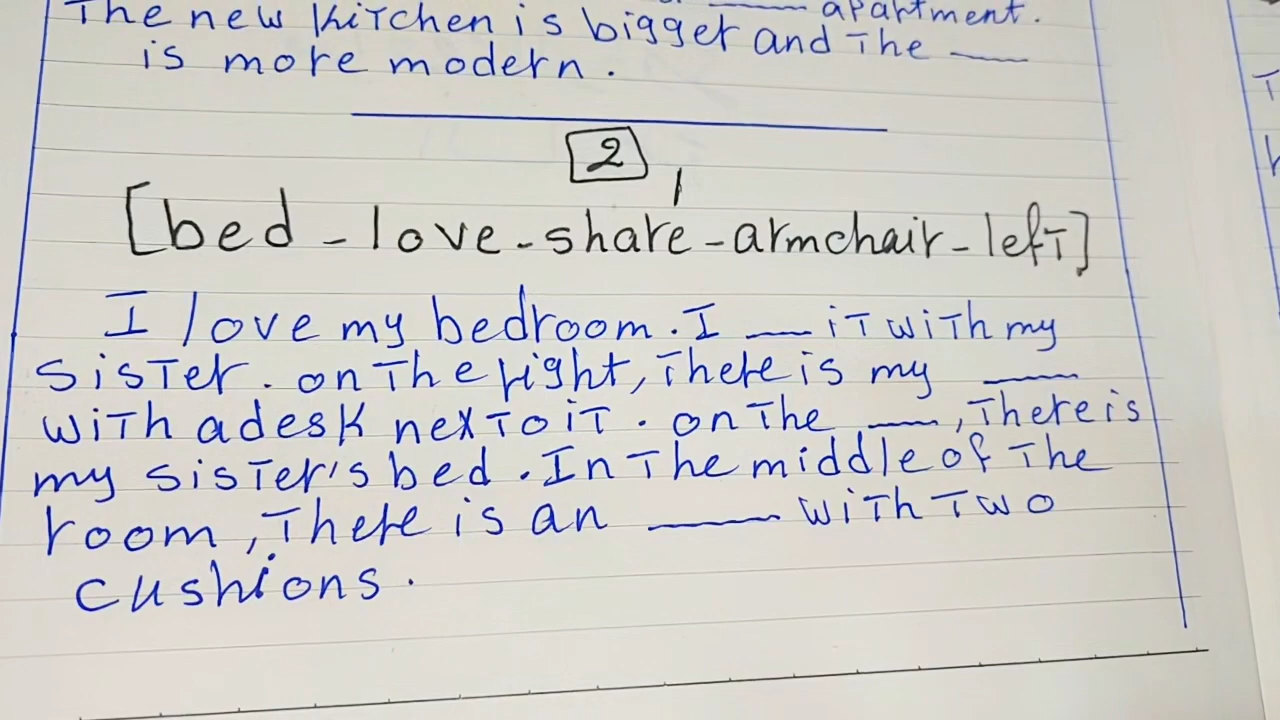 The new kitchen is bigger and the ___
___ apartment.
is more modern.
2
[bed - love - share - armchair - left]
I love my bedroom. I ___ it with my
sister. on the right, there is my ___
with a desk next to it. on the ___, there is
my sister's bed. In the middle of the
room, there is an ___ with two
cushions.